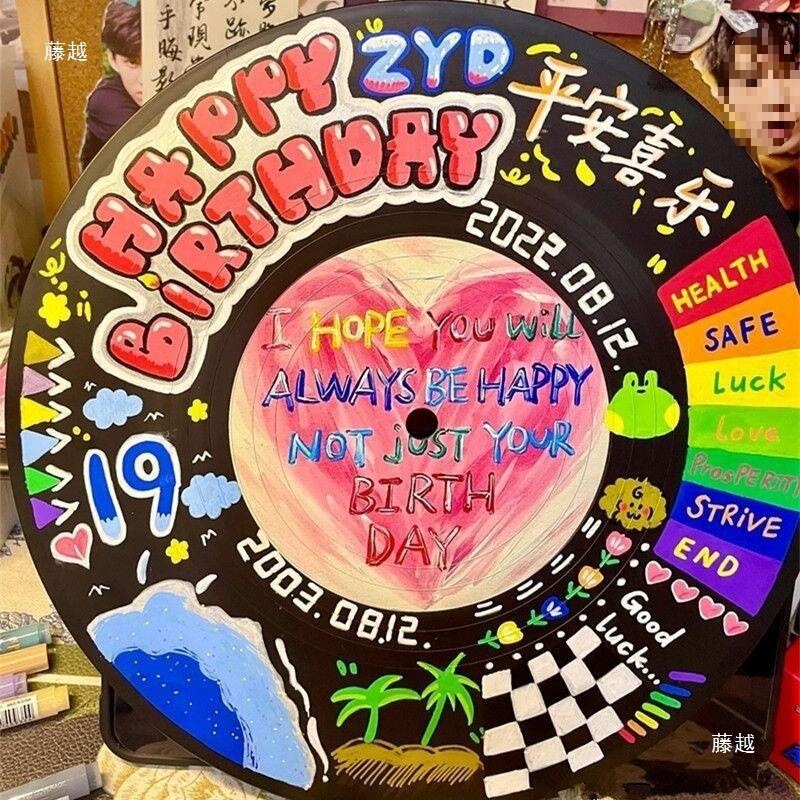 藤越
HAPPY
BIRTHDAY
ZYD
平安喜乐
2022.08.12.
HEALTH
SAFE
Luck
Love
PROSPERITY
STRIVE
END
I HOPE YOU WiLL
ALWAYS BE HAPPY
NOT jUST YOUR
BIRTH
DAY
19
2003.08.12.
Good
luck...
藤越